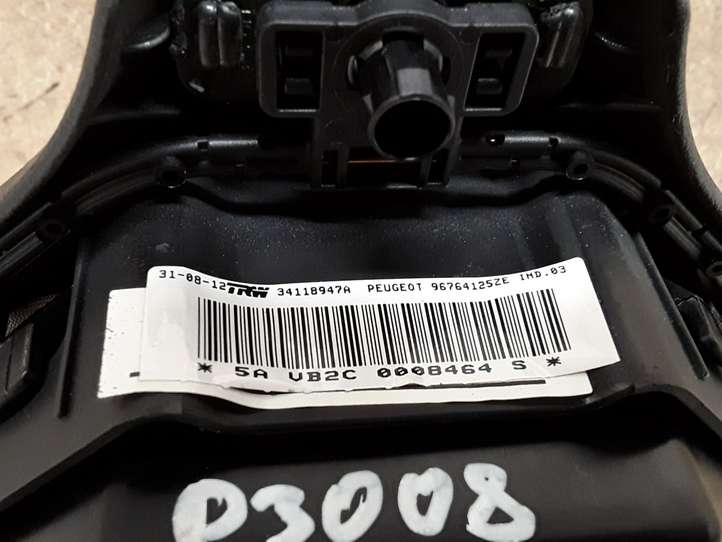 31-08-12 TRW 34118947A PEUGEOT 96764125ZE IND.03
* 5A VB2C 0008464 S *
P3008